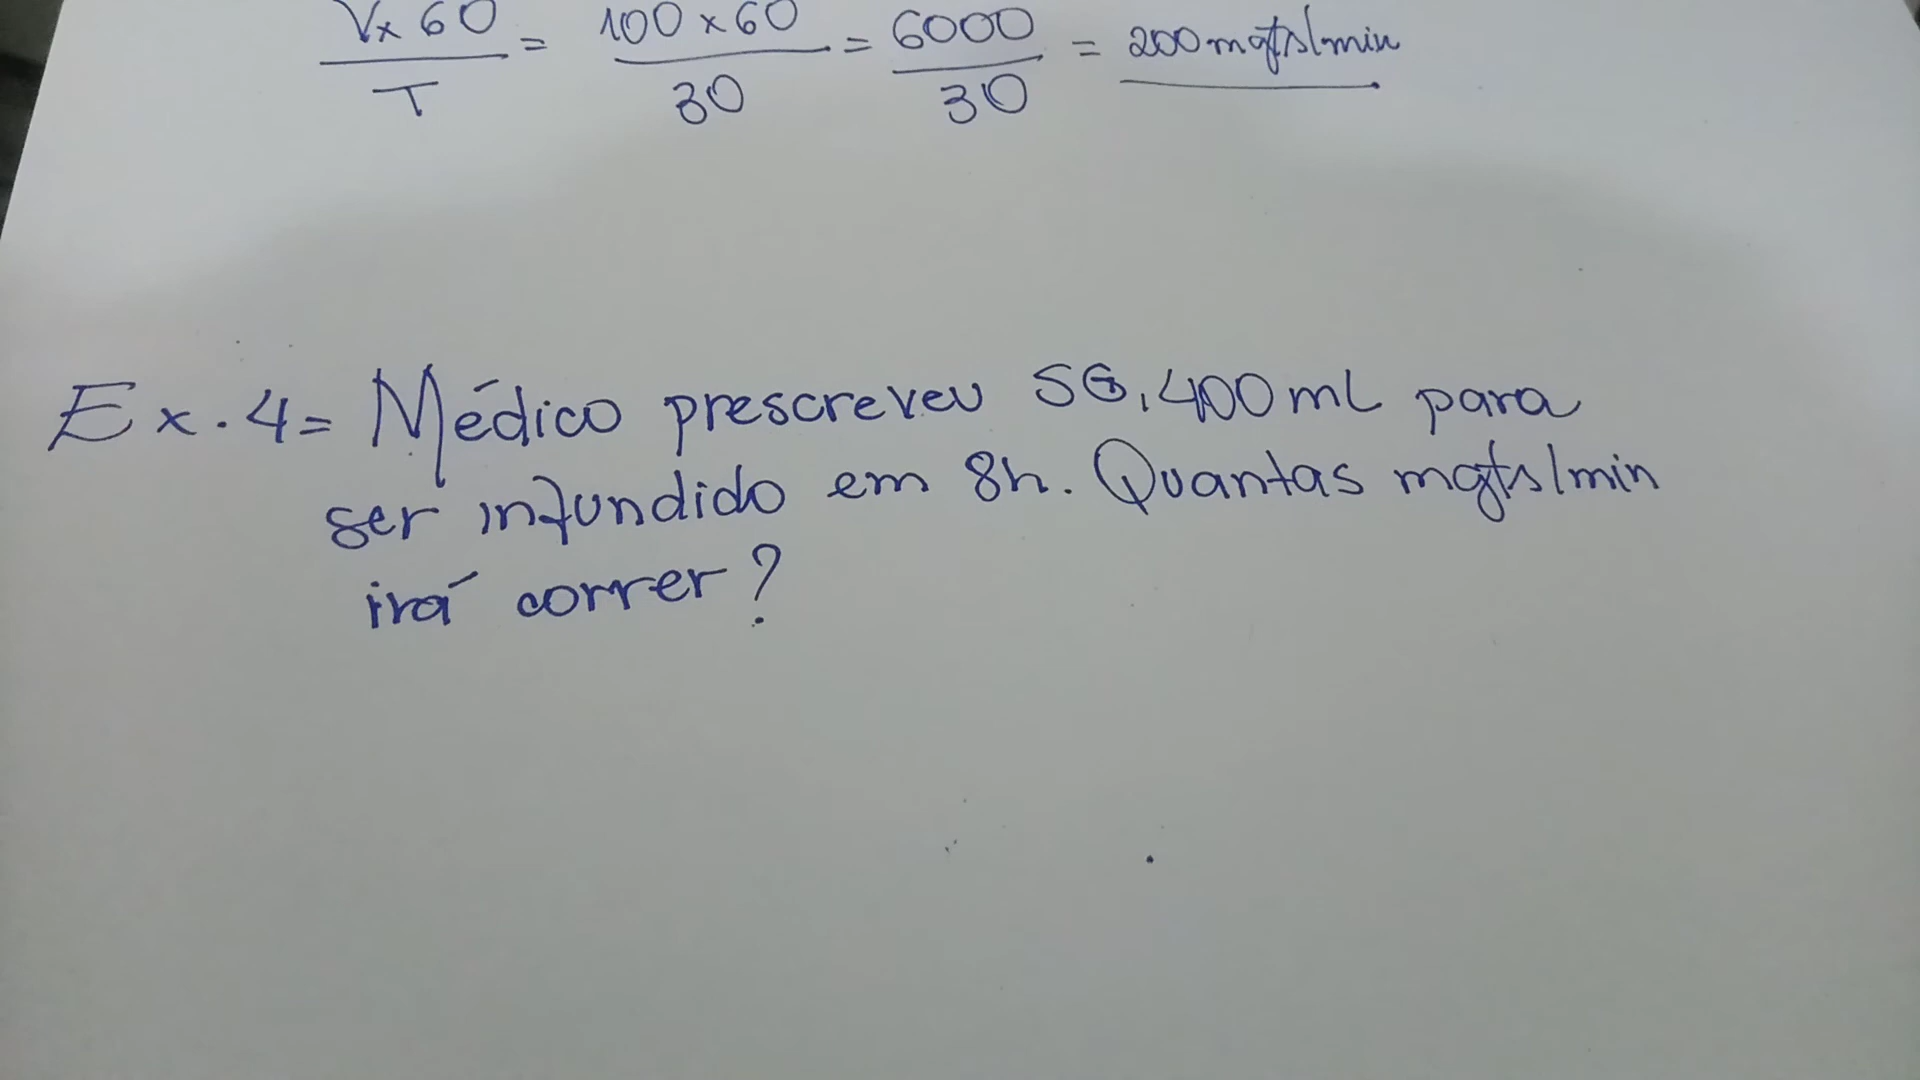 V x 60 / T = 100 x 60 / 30 = 6000 / 30 = 200 mgts/min
Ex. 4 = Médico prescreveu SG, 400 mL para
ser infundido em 8h. Quantas mgts/min
irá correr?